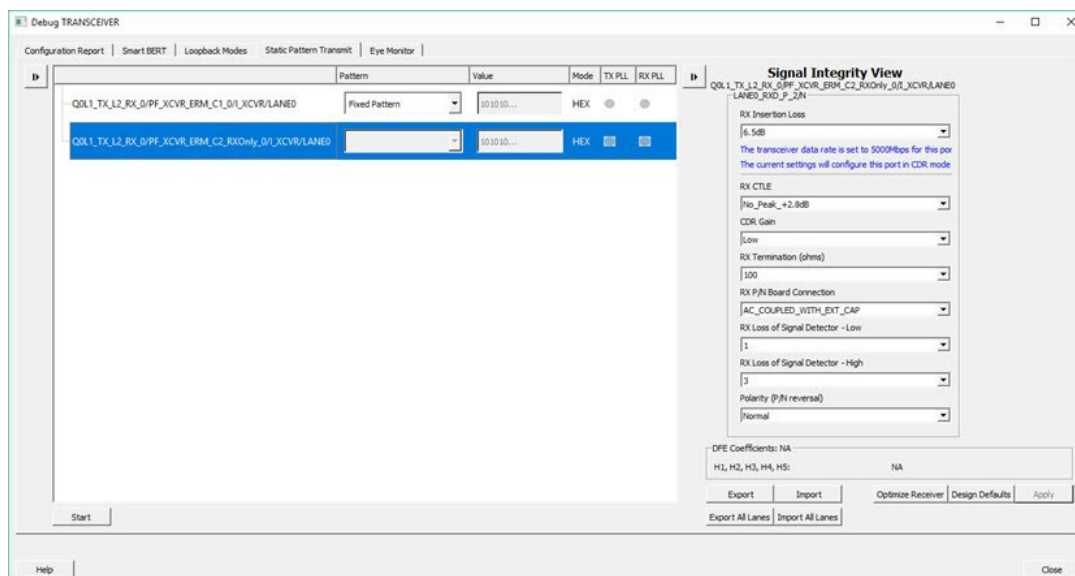 Debug TRANSCEIVER
Configuration Report Smart BERT Loopback Modes Static Pattern Transmit Eye Monitor
Pattern Value Mode TX PLL RX PLL
Q0L1_TX_L2_RX_0/PF_XCVR_ERM_C1_0/I_XCVR/LANE0 Fixed Pattern 101010... HEX
Q0L1_TX_L2_RX_0/PF_XCVR_ERM_C2_RXOnly_0/I_XCVR/LANE0 101010... HEX
Start
Signal Integrity View
Q0L1_TX_L2_RX_0/PF_XCVR_ERM_C2_RXOnly_0/I_XCVR/LANE0
LANE0_RXD_P_2/N
RX Insertion Loss
6.5dB
The transceiver data rate is set to 5000Mbps for this por
The current settings will configure this port in CDR mode
RX CTLE
No_Peak_+2.8dB
CDR Gain
Low
RX Termination (ohms)
100
RX P/N Board Connection
AC_COUPLED_WITH_EXT_CAP
RX Loss of Signal Detector - Low
1
RX Loss of Signal Detector - High
3
Polarity (P/N reversal)
Normal
DFE Coefficients: NA
H1, H2, H3, H4, H5: NA
Export Import Optimize Receiver Design Defaults Apply
Export All Lanes Import All Lanes
Help Close